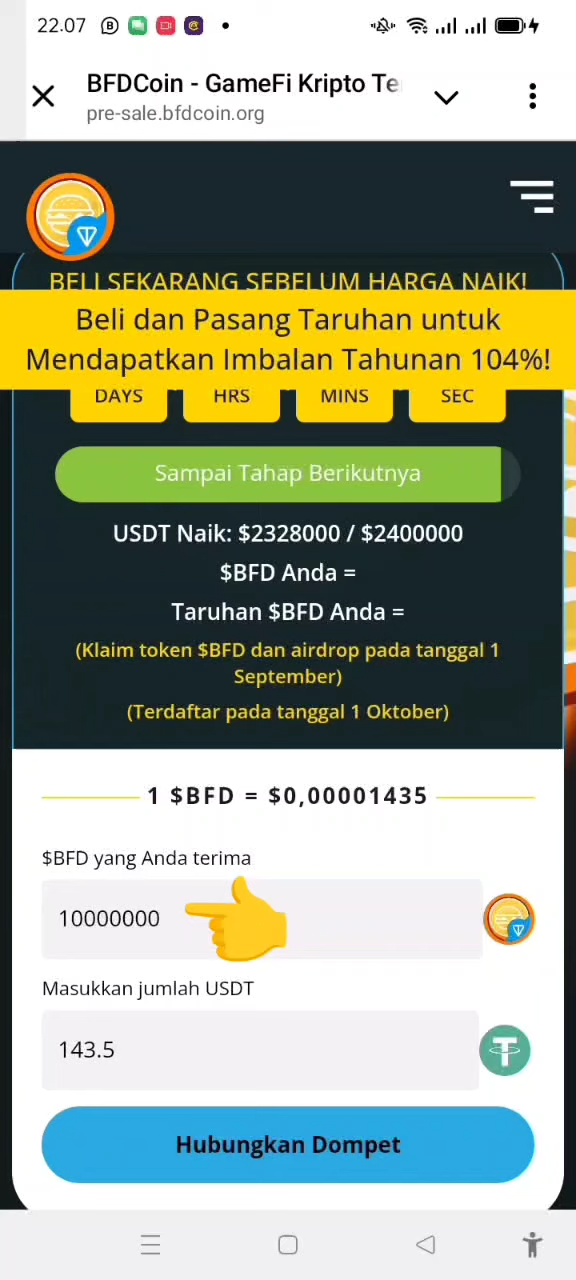 22.07
BFDCoin - GameFi Kripto Te
pre-sale.bfdcoin.org
BELI SEKARANG SEBELUM HARGA NAIK!
Beli dan Pasang Taruhan untuk
Mendapatkan Imbalan Tahunan 104%!
DAYS HRS MINS SEC
Sampai Tahap Berikutnya
USDT Naik: $2328000 / $2400000
$BFD Anda =
Taruhan $BFD Anda =
(Klaim token $BFD dan airdrop pada tanggal 1
September)
(Terdaftar pada tanggal 1 Oktober)
1 $BFD = $0,00001435
$BFD yang Anda terima
10000000
Masukkan jumlah USDT
143.5
Hubungkan Dompet